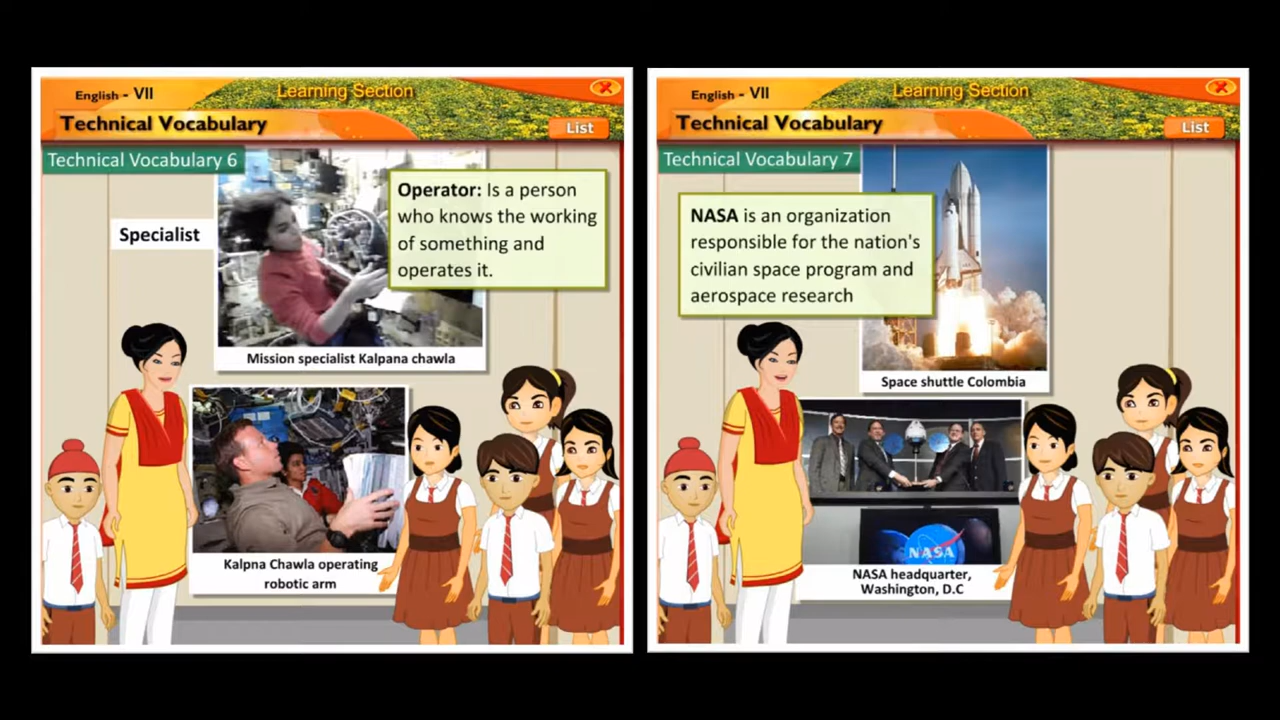 English - VII
Learning Section
Technical Vocabulary
List
Technical Vocabulary 6
Specialist
Operator: Is a person
who knows the working
of something and
operates it.
Mission specialist Kalpana chawla
Kalpna Chawla operating
robotic arm
English - VII
Learning Section
Technical Vocabulary
List
Technical Vocabulary 7
NASA is an organization
responsible for the nation's
civilian space program and
aerospace research
Space shuttle Colombia
NASA
NASA headquarter,
Washington, D.C